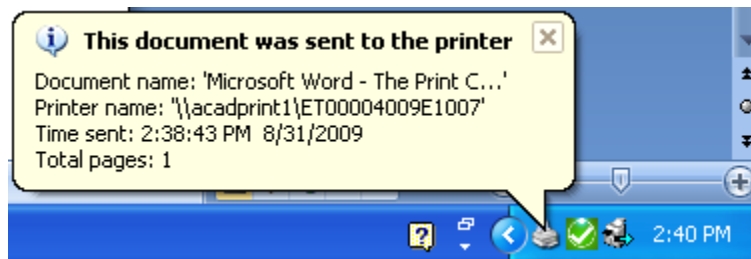 This document was sent to the printer
Document name: 'Microsoft Word - The Print C...'
Printer name: '\\acadprint1\ET00004009E1007'
Time sent: 2:38:43 PM 8/31/2009
Total pages: 1
2:40 PM